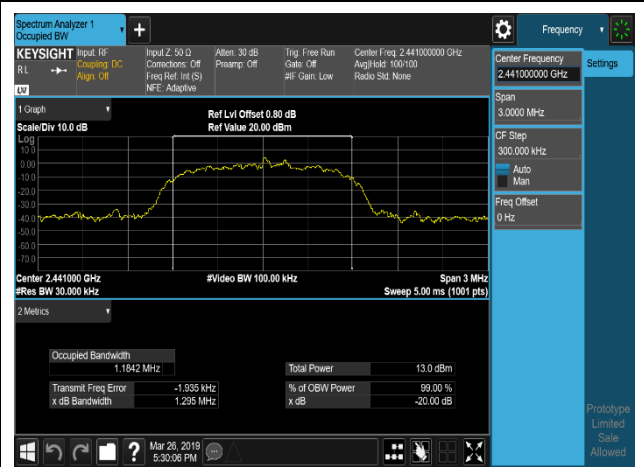 Spectrum Analyzer 1
Occupied BW
Frequency
KEYSIGHT
RL
LW
Input: RF
Coupling: DC
Align: Off
Input Z: 50 Ω
Corrections: Off
Freq Ref: Int (S)
NFE: Adaptive
Atten: 30 dB
Preamp: Off
Trig: Free Run
Gate: Off
#IF Gain: Low
Center Freq: 2.441000000 GHz
Avg|Hold: 100/100
Radio Std: None
Center Frequency
2.441000000 GHz
Settings
Span
3.0000 MHz
CF Step
300.000 kHz
Auto
Man
Freq Offset
0 Hz
1 Graph
Scale/Div 10.0 dB
Ref Lvl Offset 0.80 dB
Ref Value 20.00 dBm
Log
10.0
0.00
-10.0
-20.0
-30.0
-40.0
-50.0
-60.0
-70.0
Center 2.441000 GHz
#Video BW 100.00 kHz
Span 3 MHz
#Res BW 30.000 kHz
Sweep 5.00 ms (1001 pts)
2 Metrics
Occupied Bandwidth
1.1842 MHz
Total Power 13.0 dBm
Transmit Freq Error -1.935 kHz
% of OBW Power 99.00 %
x dB Bandwidth 1.295 MHz
x dB -20.00 dB
Prototype
Limited
Sale
Allowed
?
Mar 26, 2019
5:30:06 PM